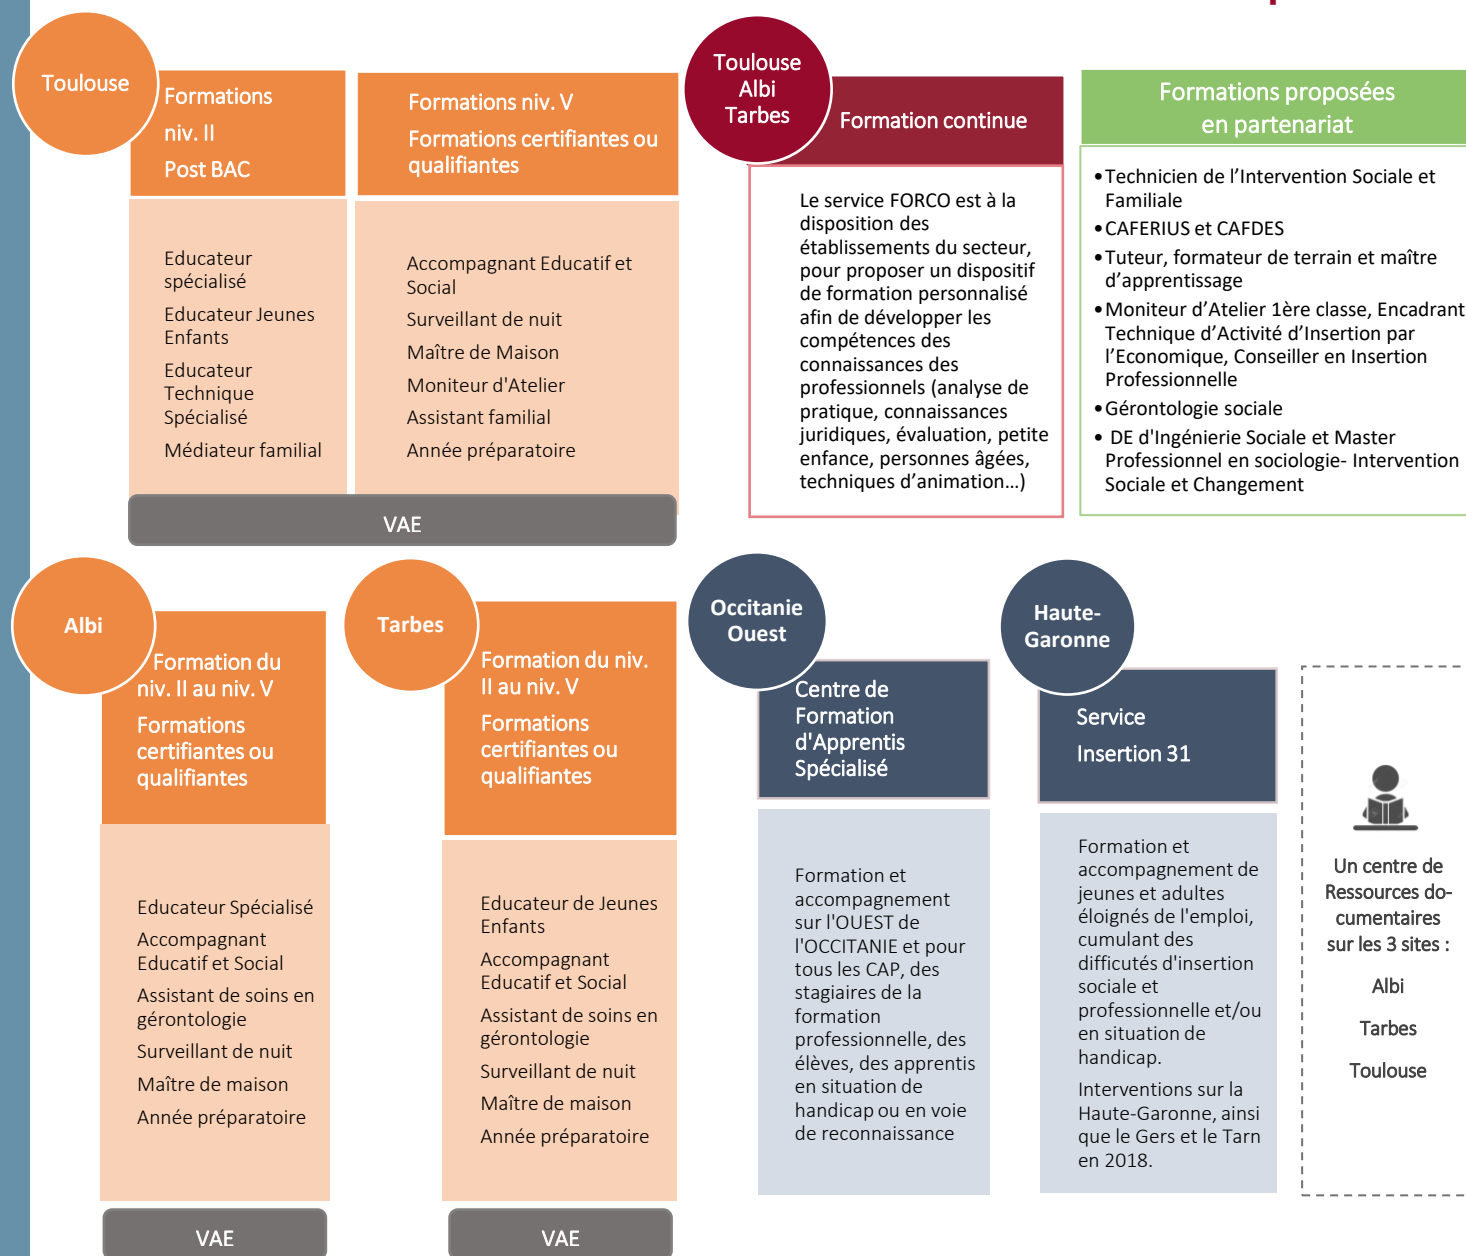 Toulouse
Formations
niv. II
Post BAC
Educateur
spécialisé
Educateur Jeunes
Enfants
Educateur
Technique
Spécialisé
Médiateur familial
Formations niv. V
Formations certifiantes ou
qualifiantes
Accompagnant Educatif et
Social
Surveillant de nuit
Maître de Maison
Moniteur d'Atelier
Assistant familial
Année préparatoire
VAE
Toulouse
Albi
Tarbes
Formation continue
Le service FORCO est à la
disposition des
établissements du secteur,
pour proposer un dispositif
de formation personnalisé
afin de développer les
compétences des
connaissances des
professionnels (analyse de
pratique, connaissances
juridiques, évaluation, petite
enfance, personnes âgées,
techniques d’animation…)
Formations proposées
en partenariat
•Technicien de l’Intervention Sociale et
Familiale
•CAFERIUS et CAFDES
•Tuteur, formateur de terrain et maître
d’apprentissage
•Moniteur d’Atelier 1ère classe, Encadrant
Technique d’Activité d’Insertion par
l’Economique, Conseiller en Insertion
Professionnelle
•Gérontologie sociale
• DE d'Ingénierie Sociale et Master
Professionnel en sociologie- Intervention
Sociale et Changement
Albi
Formation du
niv. II au niv. V
Formations
certifiantes ou
qualifiantes
Educateur Spécialisé
Accompagnant
Educatif et Social
Assistant de soins en
gérontologie
Surveillant de nuit
Maître de maison
Année préparatoire
VAE
Tarbes
Formation du niv.
II au niv. V
Formations
certifiantes ou
qualifiantes
Educateur de Jeunes
Enfants
Accompagnant
Educatif et Social
Assistant de soins en
gérontologie
Surveillant de nuit
Maître de maison
Année préparatoire
VAE
Occitanie
Ouest
Centre de
Formation
d'Apprentis
Spécialisé
Formation et
accompagnement
sur l'OUEST de
l'OCCITANIE et pour
tous les CAP, des
stagiaires de la
formation
professionnelle, des
élèves, des apprentis
en situation de
handicap ou en voie
de reconnaissance
Haute-
Garonne
Service
Insertion 31
Formation et
accompagnement de
jeunes et adultes
éloignés de l'emploi,
cumulant des
difficutés d'insertion
sociale et
professionnelle et/ou
en situation de
handicap.
Interventions sur la
Haute-Garonne, ainsi
que le Gers et le Tarn
en 2018.
Un centre de
Ressources do-
cumentaires
sur les 3 sites :
Albi
Tarbes
Toulouse